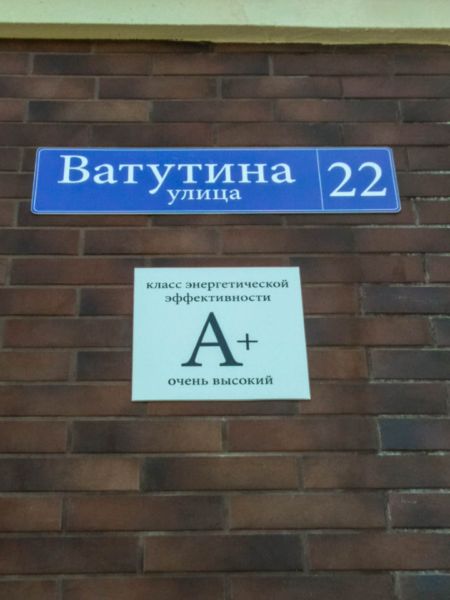 Ватутина
улица
22
класс энергетической
эффективности
А+
очень высокий